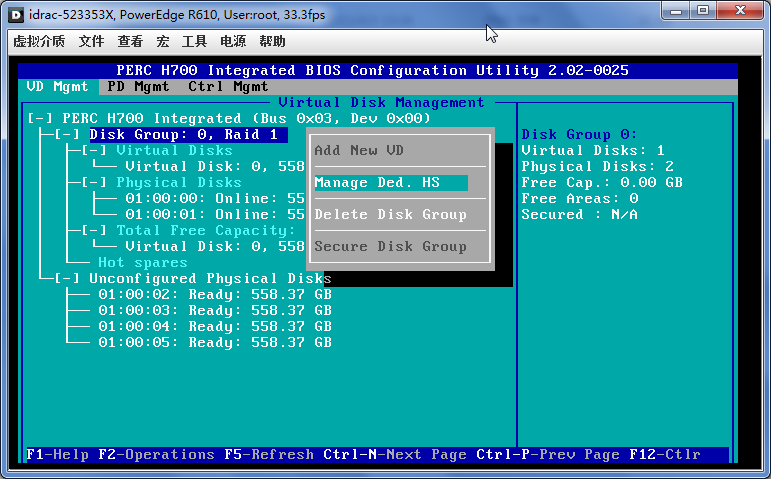 idrac-523353X, PowerEdge R610, User:root, 33.3fps
虚拟介质 文件 查看 宏 工具 电源 帮助
PERC H700 Integrated BIOS Configuration Utility 2.02-0025
VD Mgmt PD Mgmt Ctrl Mgmt
Virtual Disk Management
[-] PERC H700 Integrated (Bus 0x03, Dev 0x00)
[-] Disk Group: 0, Raid 1
[-] Virtual Disks
Virtual Disk: 0, 558
[-] Physical Disks
01:00:00: Online: 55
01:00:01: Online: 55
[-] Total Free Capacity:
Virtual Disk: 0, 558
Hot spares
[-] Unconfigured Physical Disks
01:00:02: Ready: 558.37 GB
01:00:03: Ready: 558.37 GB
01:00:04: Ready: 558.37 GB
01:00:05: Ready: 558.37 GB
Add New VD
Manage Ded. HS
Delete Disk Group
Secure Disk Group
Disk Group 0:
Virtual Disks: 1
Physical Disks: 2
Free Cap.: 0.00 GB
Free Areas: 0
Secured : N/A
F1-Help F2-Operations F5-Refresh Ctrl-N-Next Page Ctrl-P-Prev Page F12-Ctlr